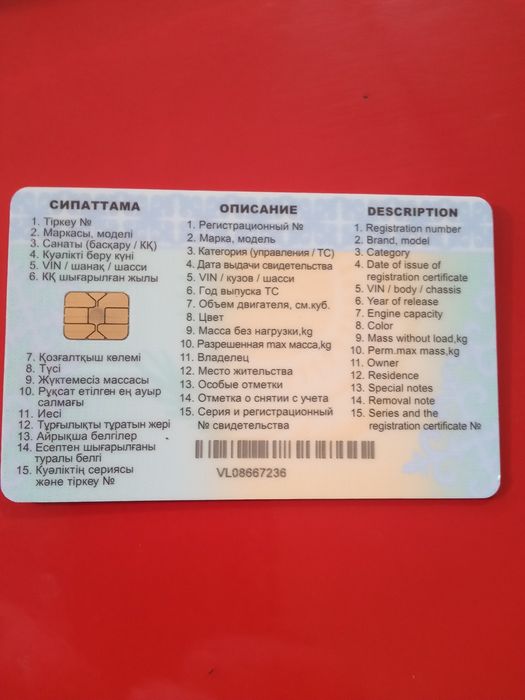 СИПАТТАМА
1. Тіркеу №
2. Маркасы, моделі
3. Санаты (басқару / КҚ)
4. Куәлікті беру күні
5. VIN / шанақ / шасси
6. КҚ шығарылған жылы
7. Қозғалтқыш көлемі
8. Түсі
9. Жүктемесіз массасы
10. Рұқсат етілген ең ауыр
салмағы
11. Иесі
12. Тұрғылықты тұратын жері
13. Айрықша белгілер
14. Есептен шығарылғаны
туралы белгі
15. Куәліктің сериясы
және тіркеу №
ОПИСАНИЕ
1. Регистрационный №
2. Марка, модель
3. Категория (управления / ТС)
4. Дата выдачи свидетельства
5. VIN / кузов / шасси
6. Год выпуска ТС
7. Объем двигателя, см.куб.
8. Цвет
9. Масса без нагрузки,kg
10. Разрешенная max масса,kg
11. Владелец
12. Место жительства
13. Особые отметки
14. Отметка о снятии с учета
15. Серия и регистрационный
№ свидетельства
VL08667236
DESCRIPTION
1. Registration number
2. Brand, model
3. Category
4. Date of issue of
registration certificate
5. VIN / body / chassis
6. Year of release
7. Engine capacity
8. Color
9. Mass without load,kg
10. Perm.max mass,kg
11. Owner
12. Residence
13. Special notes
14. Removal note
15. Series and the
registration certificate №